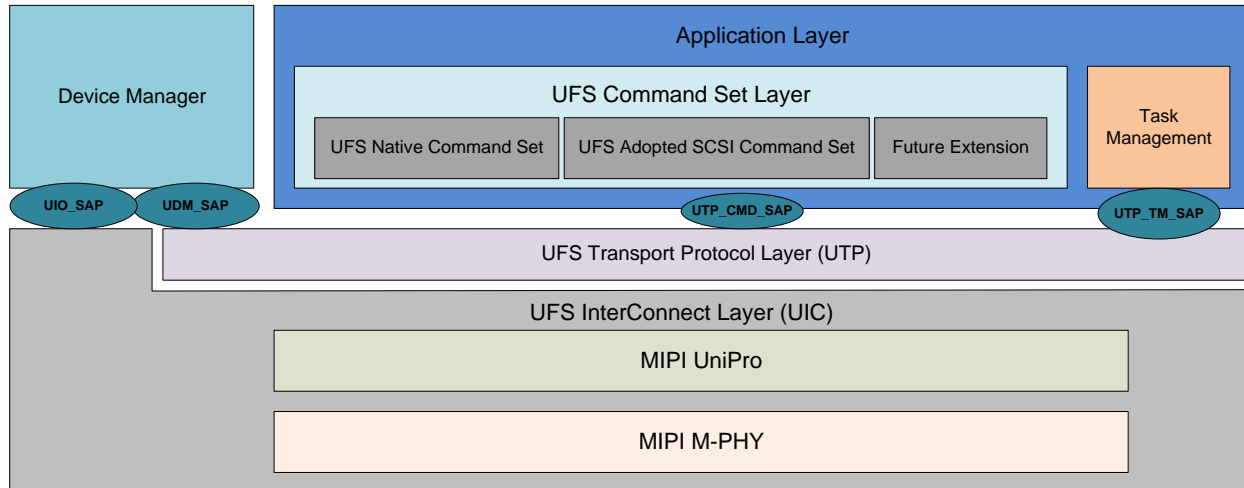 Device Manager
Application Layer
UFS Command Set Layer
UFS Native Command Set
UFS Adopted SCSI Command Set
Future Extension
Task
Management
UIO_SAP
UDM_SAP
UTP_CMD_SAP
UTP_TM_SAP
UFS Transport Protocol Layer (UTP)
UFS InterConnect Layer (UIC)
MIPI UniPro
MIPI M-PHY